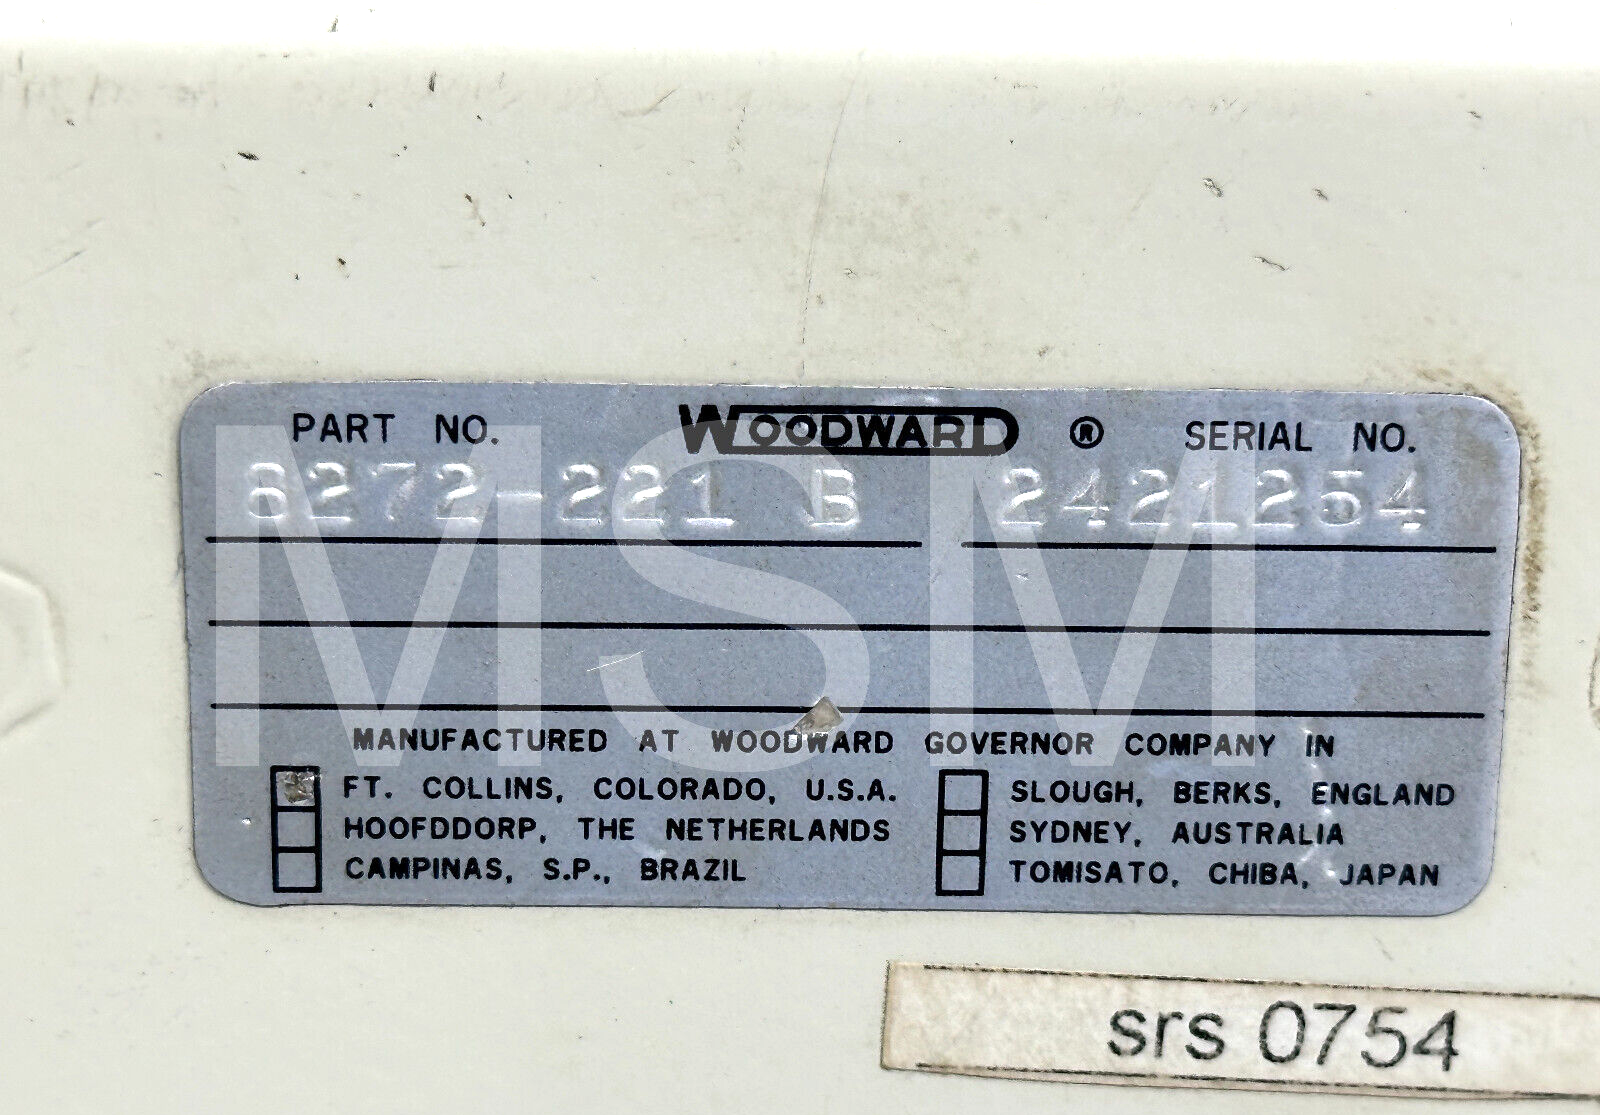 PART NO. WOODWARD ® SERIAL NO.
8272-221 B 2421254
MANUFACTURED AT WOODWARD GOVERNOR COMPANY IN
FT. COLLINS, COLORADO, U.S.A. SLOUGH, BERKS, ENGLAND
HOOFDDORP, THE NETHERLANDS SYDNEY, AUSTRALIA
CAMPINAS, S.P., BRAZIL TOMISATO, CHIBA, JAPAN
MSM
srs 0754